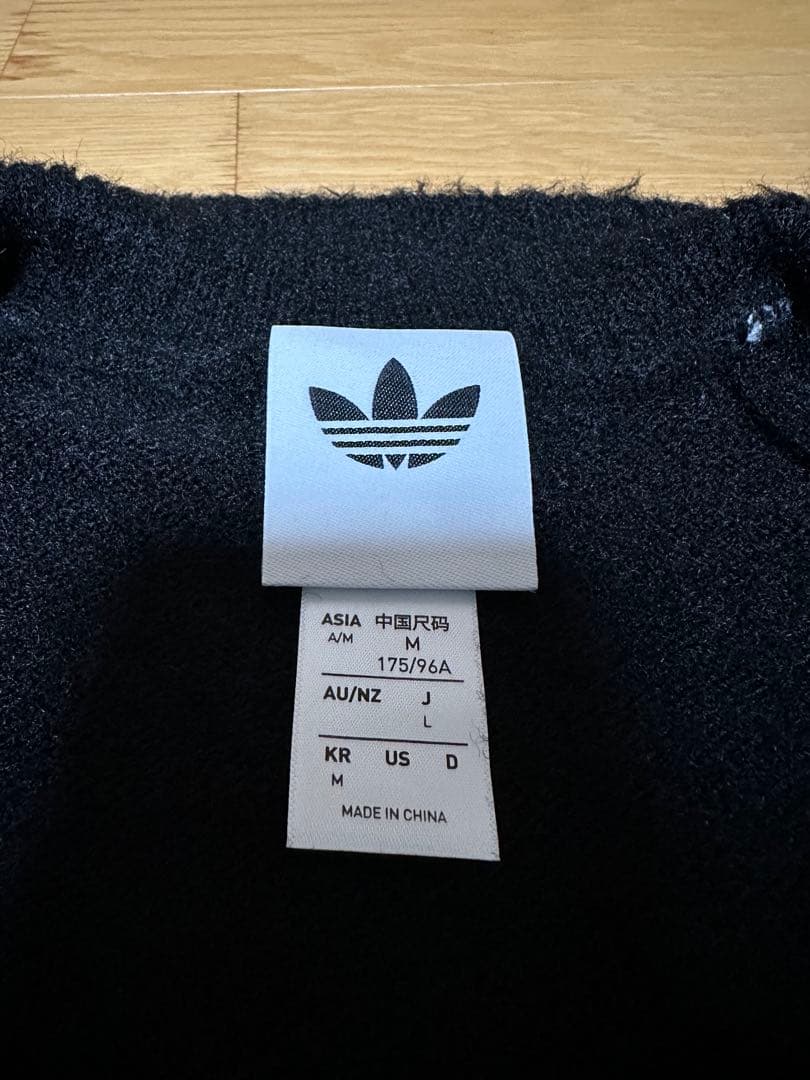 ASIA 中国尺码
A/M M
175/96A
AU/NZ J
L
KR US D
M
MADE IN CHINA